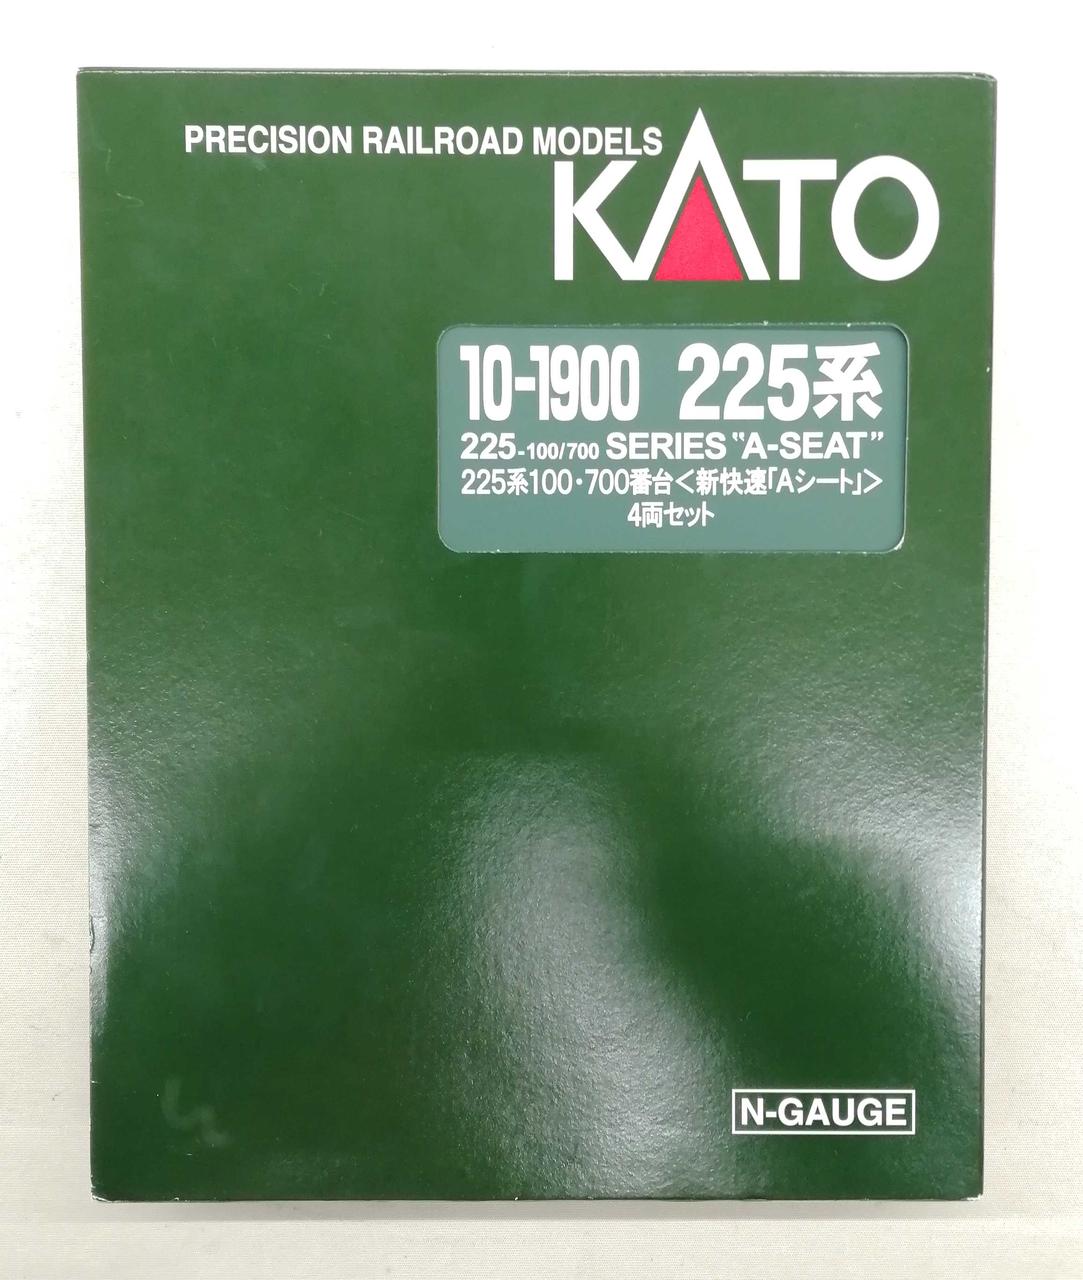 PRECISION RAILROAD MODELS
KATO
10-1900 225系
225-100/700 SERIES "A-SEAT"
225系100・700番台<新快速「Aシート」>
4両セット
N-GAUGE